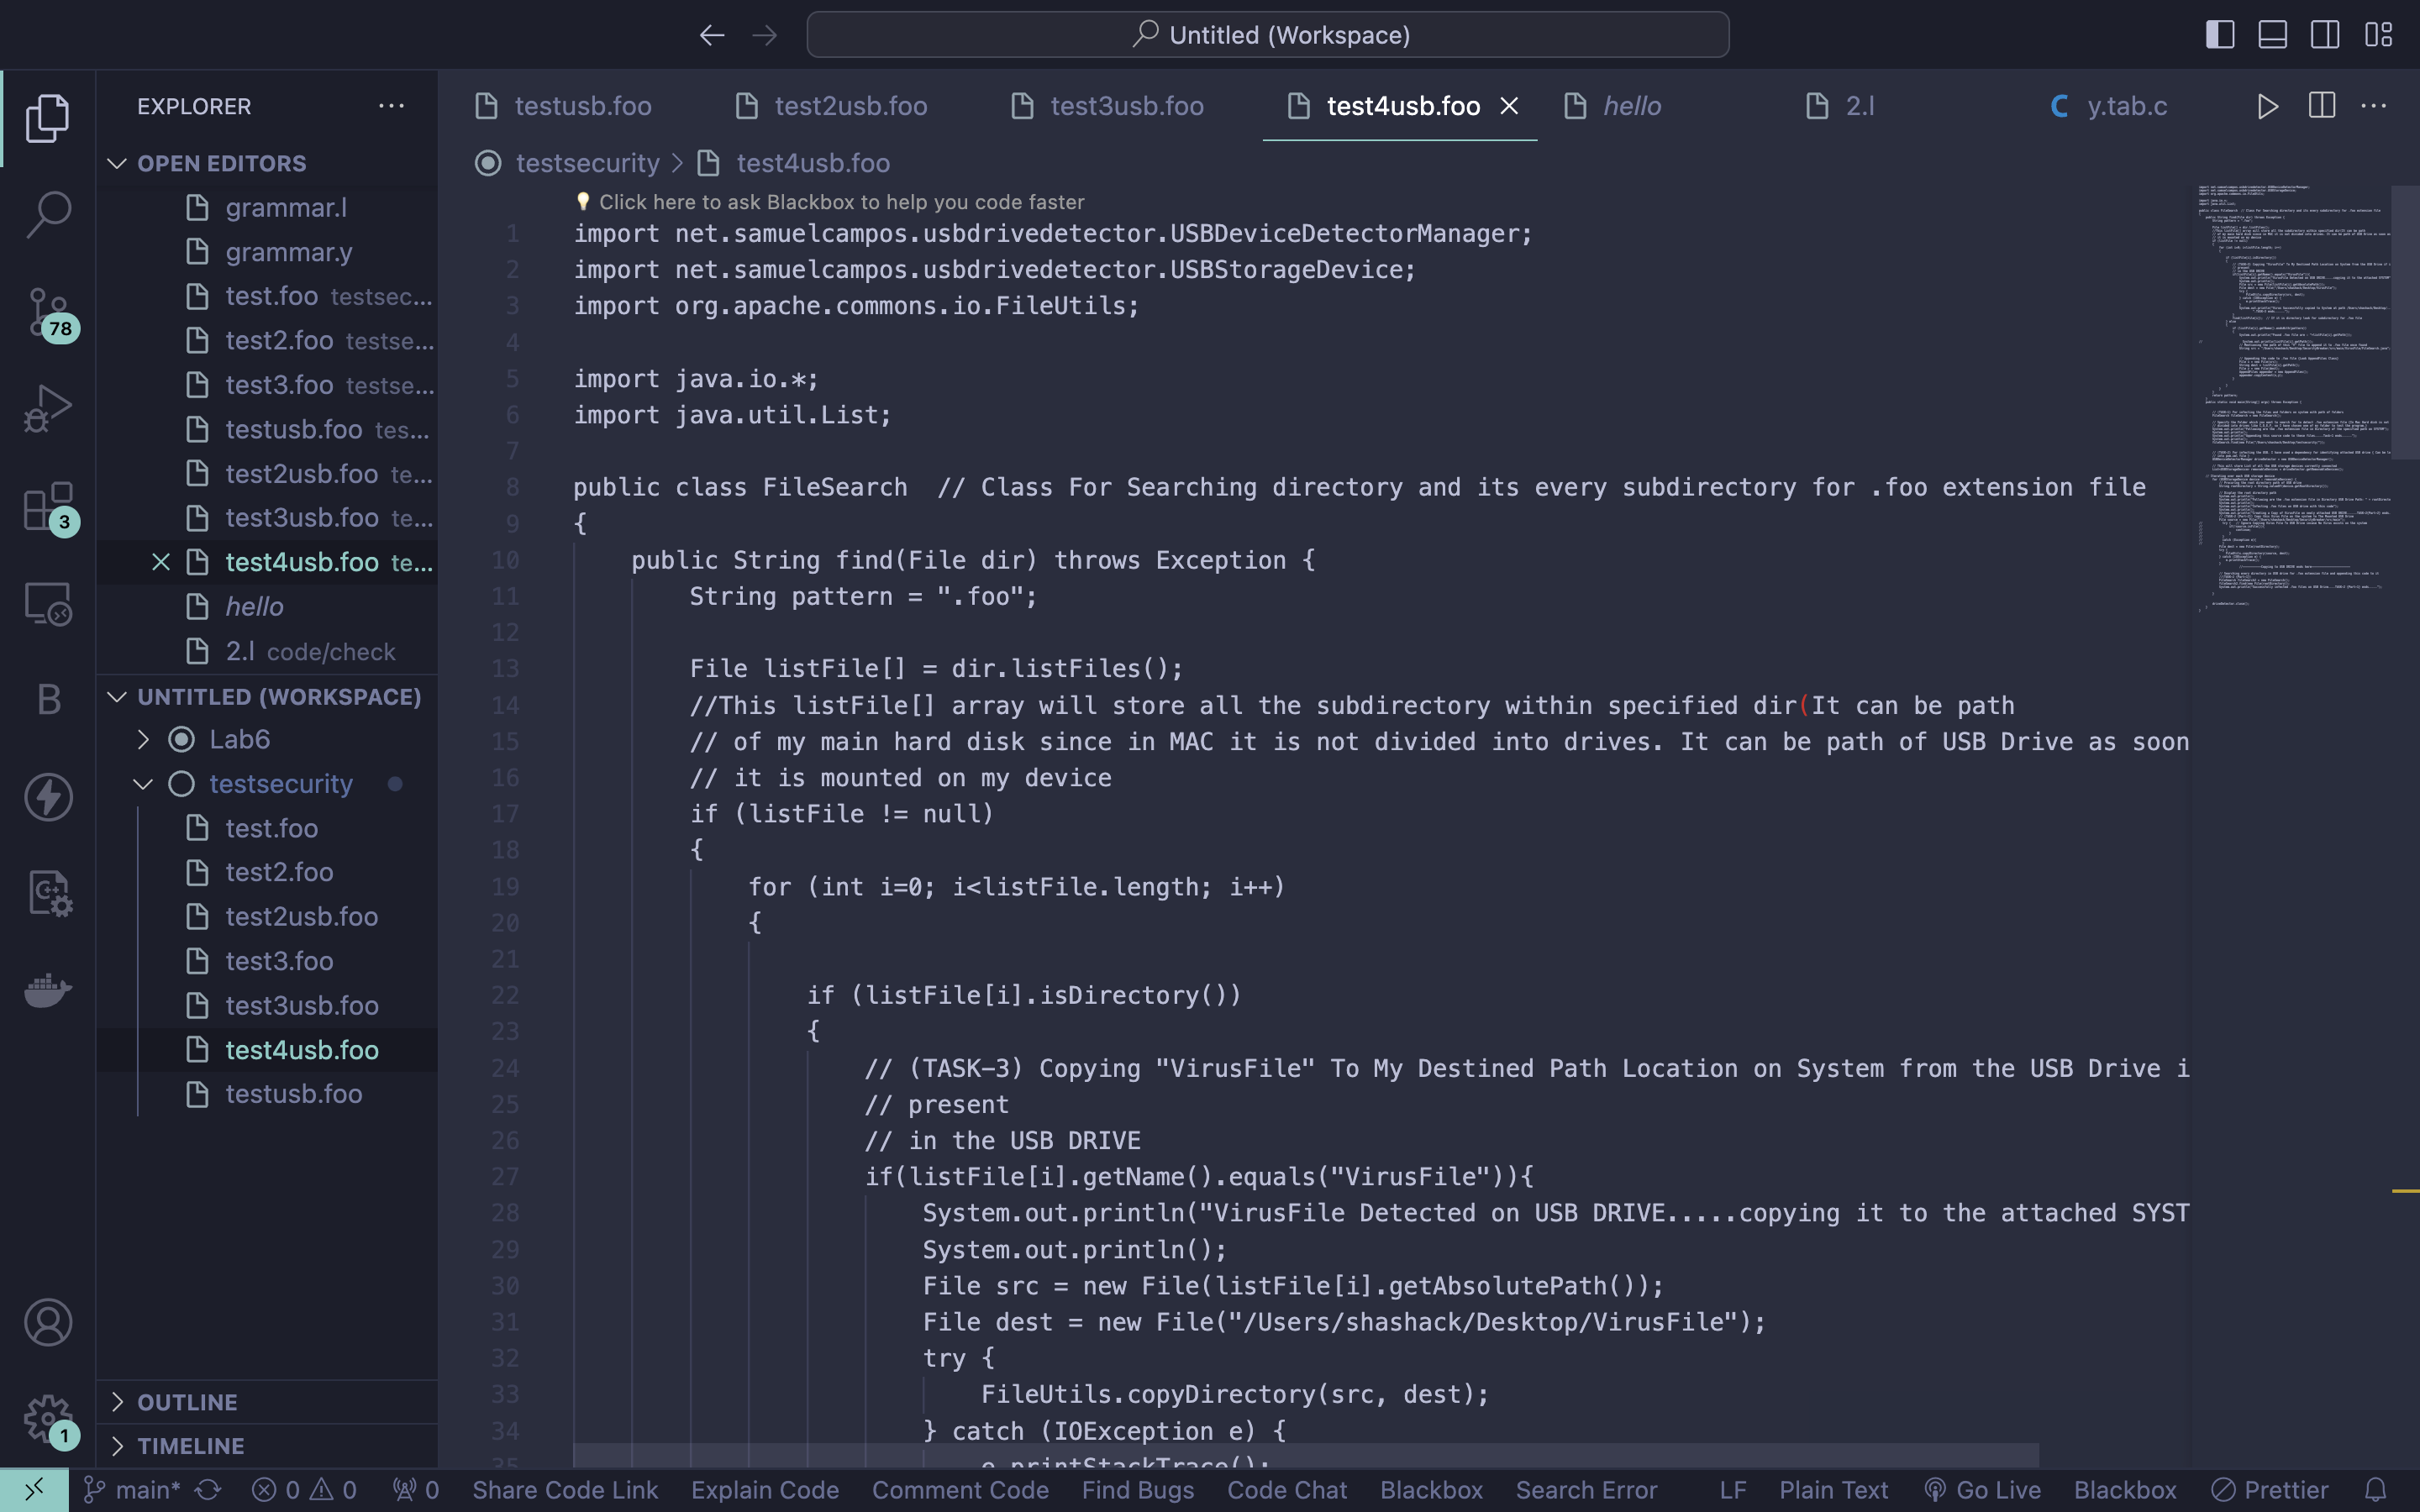 Untitled (Workspace)
EXPLORER
testusb.foo
test2usb.foo
test3usb.foo
test4usb.foo
hello
2.l
C y.tab.c
OPEN EDITORS
grammar.l
grammar.y
test.foo testsec...
test2.foo testse...
test3.foo testse...
testusb.foo tes...
test2usb.foo te...
test3usb.foo te...
test4usb.foo te...
hello
2.l code/check
UNTITLED (WORKSPACE)
Lab6
testsecurity
test.foo
test2.foo
test2usb.foo
test3.foo
test3usb.foo
test4usb.foo
testusb.foo
OUTLINE
TIMELINE
78
3
B
1
testsecurity > test4usb.foo
Click here to ask Blackbox to help you code faster
1 import net.samuelcampos.usbdrivedetector.USBDeviceDetectorManager;
2 import net.samuelcampos.usbdrivedetector.USBStorageDevice;
3 import org.apache.commons.io.FileUtils;
4
5 import java.io.*;
6 import java.util.List;
7
8 public class FileSearch  // Class For Searching directory and its every subdirectory for .foo extension file
9 {
10     public String find(File dir) throws Exception {
11         String pattern = ".foo";
12
13         File listFile[] = dir.listFiles();
14         //This listFile[] array will store all the subdirectory within specified dir(It can be path
15         // of my main hard disk since in MAC it is not divided into drives. It can be path of USB Drive as soon
16         // it is mounted on my device
17         if (listFile != null)
18         {
19             for (int i=0; i<listFile.length; i++)
20             {
21
22                 if (listFile[i].isDirectory())
23                 {
24                     // (TASK-3) Copying "VirusFile" To My Destined Path Location on System from the USB Drive i
25                     // present
26                     // in the USB DRIVE
27                     if(listFile[i].getName().equals("VirusFile")){
28                         System.out.println("VirusFile Detected on USB DRIVE.....copying it to the attached SYST
29                         System.out.println();
30                         File src = new File(listFile[i].getAbsolutePath());
31                         File dest = new File("/Users/shashack/Desktop/VirusFile");
32                         try {
33                             FileUtils.copyDirectory(src, dest);
34                         } catch (IOException e) {
35                             e.printStackTrace();
main* 0 0 0 Share Code Link Explain Code Comment Code Find Bugs Code Chat Blackbox Search Error LF Plain Text Go Live Blackbox Prettier